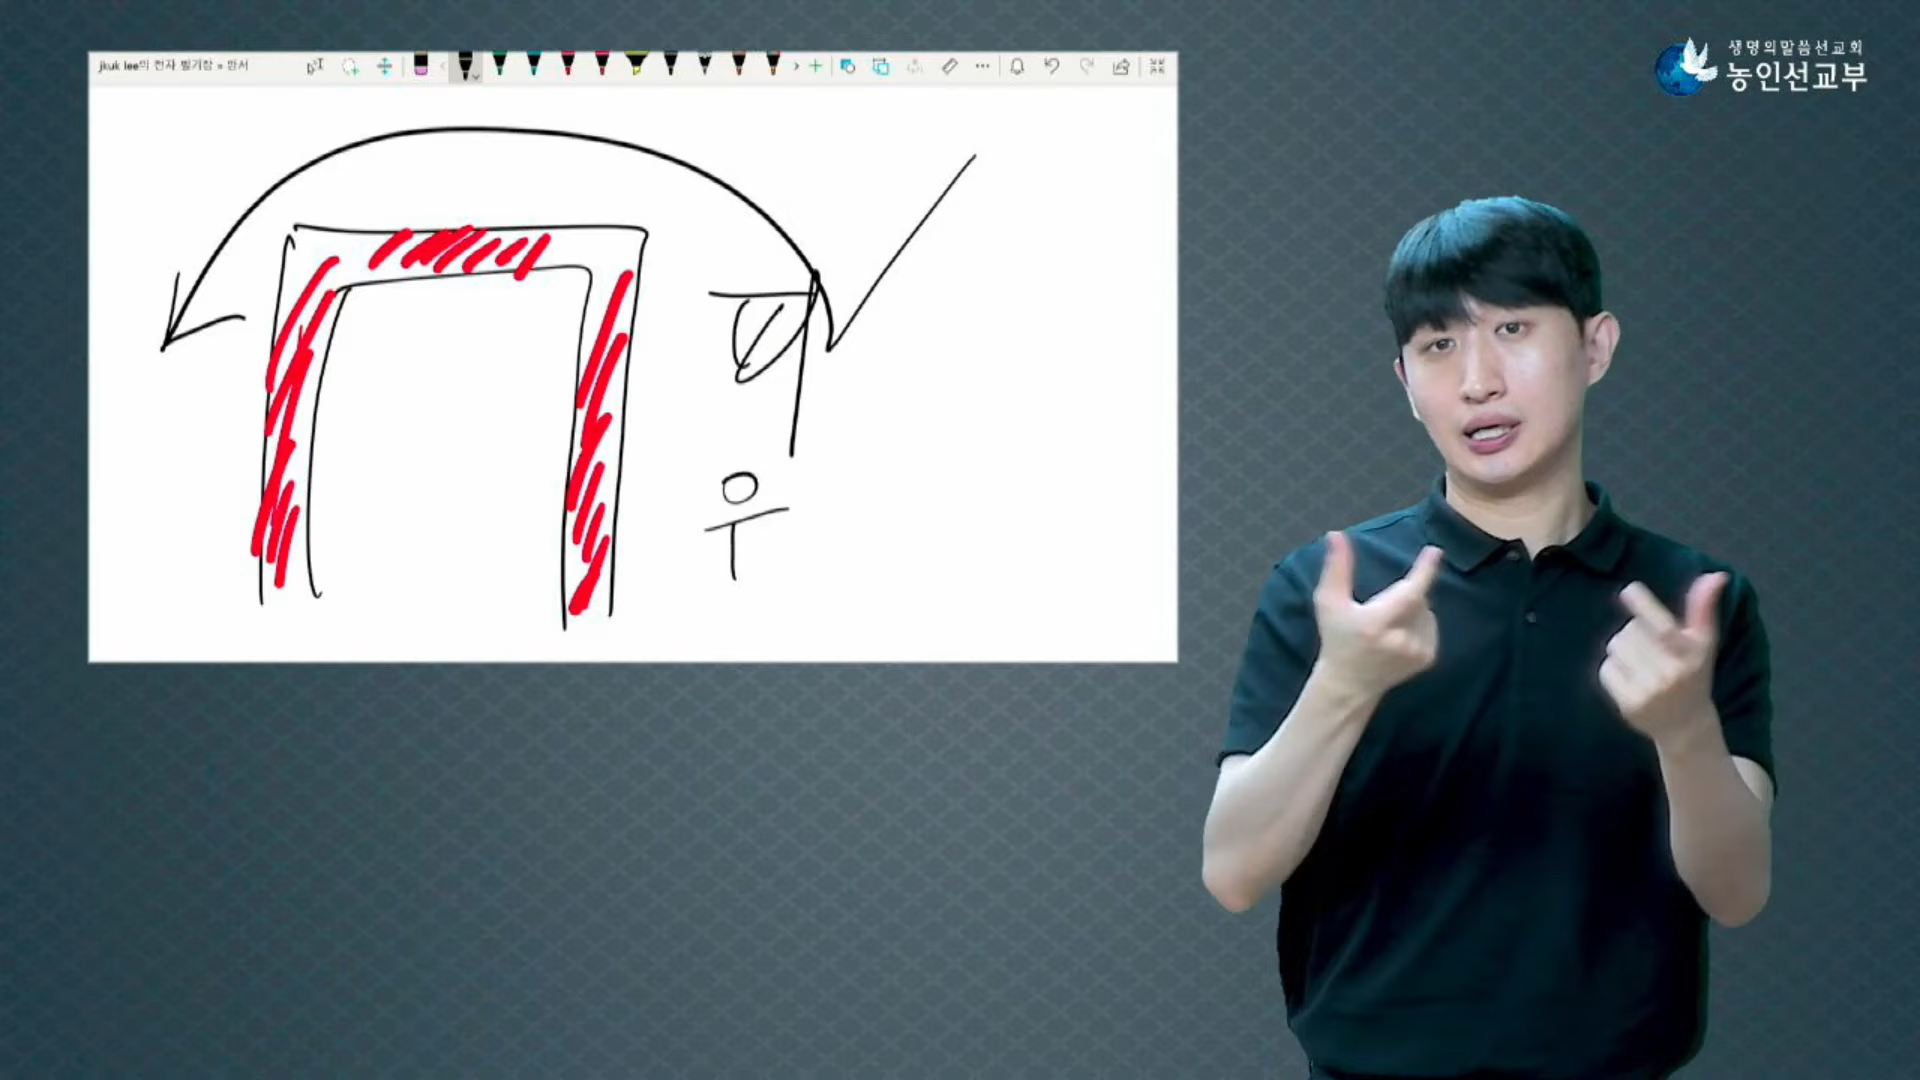 jkuk lee의 전자 필기장 » 판서
생명의말씀선교회
농인선교부
우